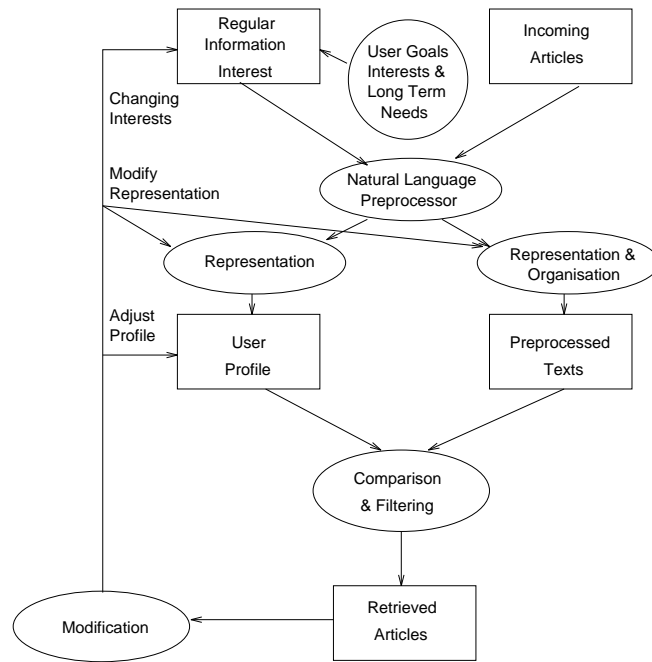 Regular
Information
Interest
User Goals
Interests &
Long Term
Needs
Incoming
Articles
Changing
Interests
Modify
Representation
Natural Language
Preprocessor
Representation
Representation &
Organisation
Adjust
Profile
User
Profile
Preprocessed
Texts
Comparison
& Filtering
Modification
Retrieved
Articles